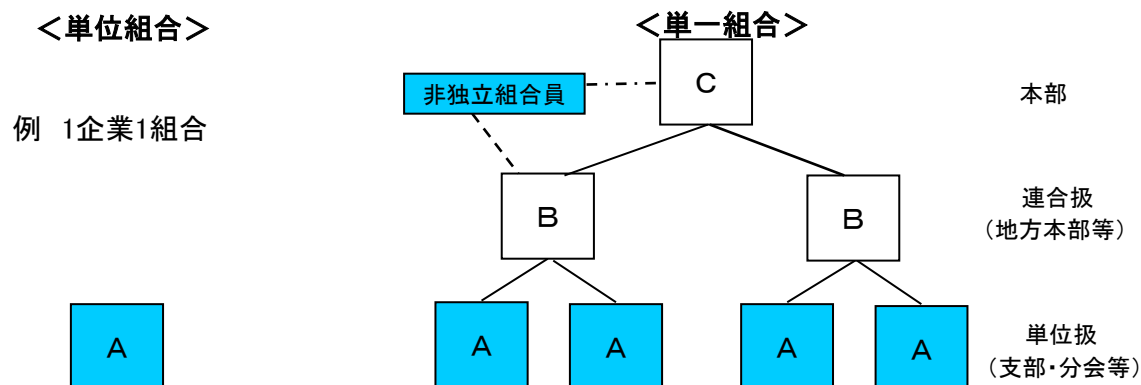 ＜単位組合＞
＜単一組合＞
非独立組合員
C
本部
例　1企業1組合
B
B
連合扱
（地方本部等）
A
A
A
A
A
単位扱
（支部・分会等）